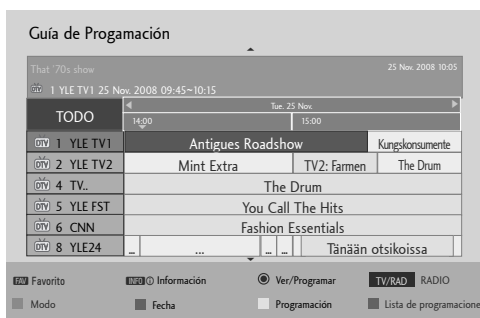 Guía de Progamación
That ´70s show
25 Nov. 2008 10:05
DTV 1 YLE TV1 25 Nov. 2008 09:45~10:15
TODO
Tue. 25 Nov.
14:00 15:00
DTV 1 YLE TV1 Antigues Roadshow Kungskonsumente
DTV 2 YLE TV2 Mint Extra TV2: Farmen The Drum
DTV 4 TV.. The Drum
DTV 5 YLE FST You Call The Hits
DTV 6 CNN Fashion Essentials
DTV 8 YLE24 ... ... ... ... Tänään otsikoissa
FAV Favorito INFO i Información Ver/Programar TV/RAD RADIO
Modo Fecha Programación Lista de programacione